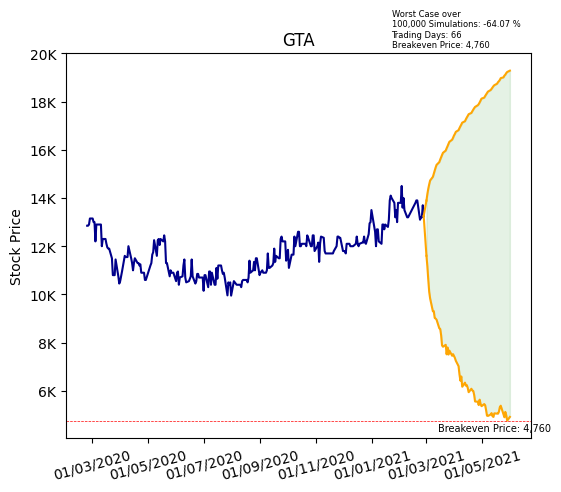 Worst Case over
100,000 Simulations: -64.07 %
Trading Days: 66
Breakeven Price: 4,760
GTA
20K
18K
16K
14K
12K
10K
8K
6K
Stock Price
Breakeven Price: 4,760
01/03/2020 01/05/2020 01/07/2020 01/09/2020 01/11/2020 01/01/2021 01/03/2021 01/05/2021